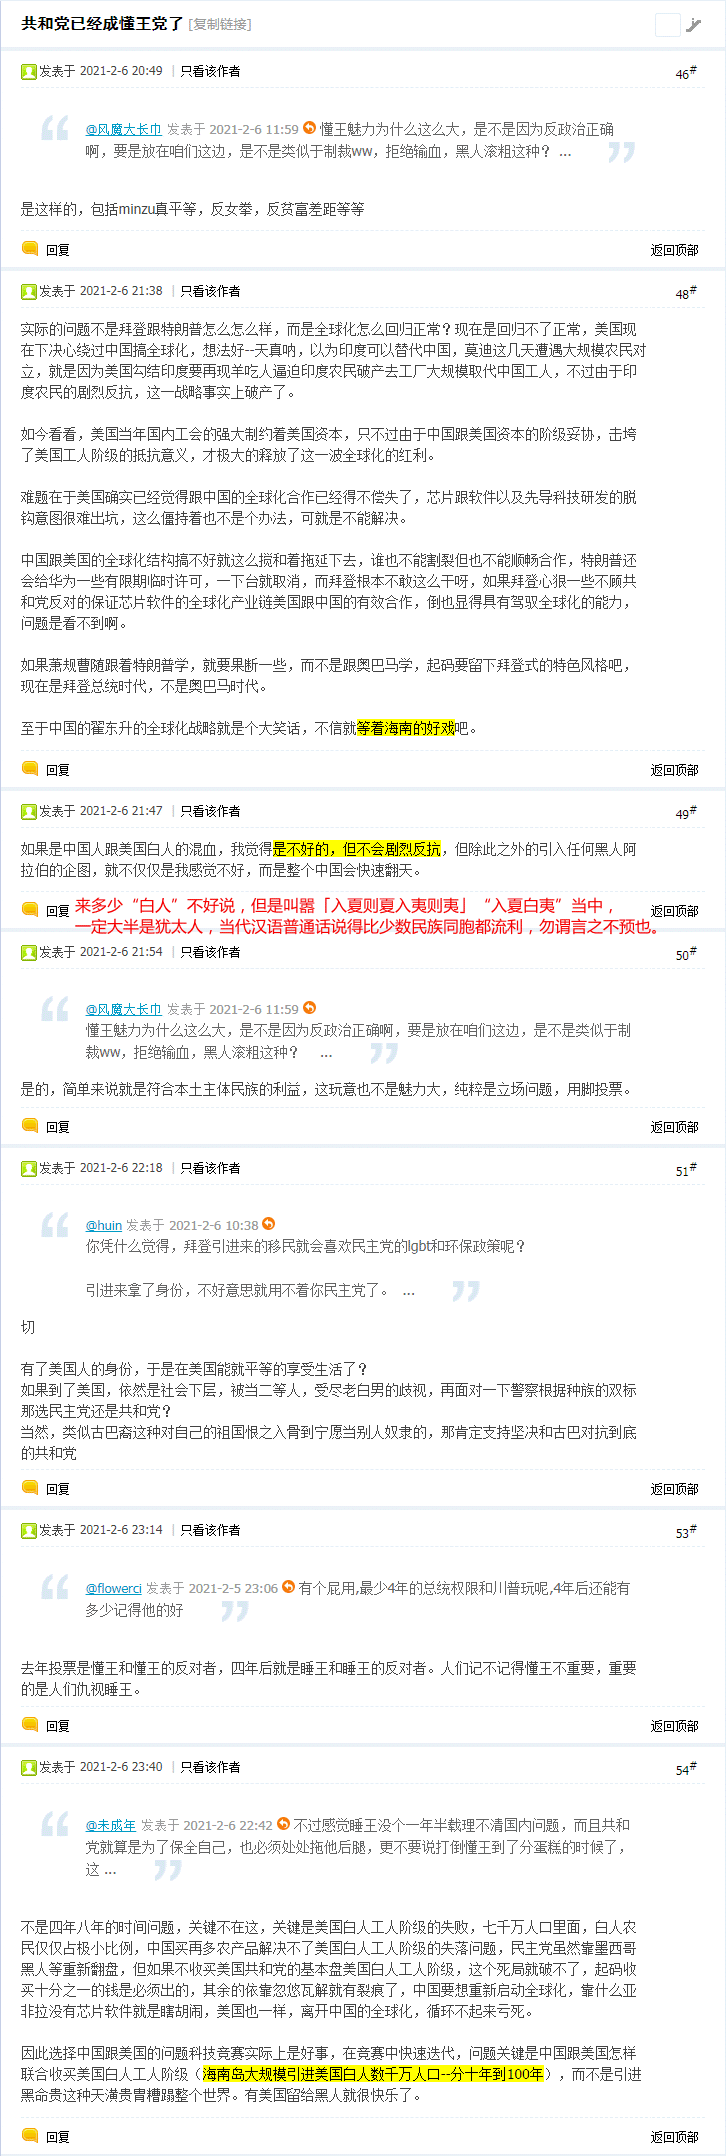 共和党已经成懂王党了 [复制链接]
发表于 2021-2-6 20:49 | 只看该作者 46#
@风魔大长巾 发表于 2021-2-6 11:59 懂王魅力为什么这么大，是不是因为反政治正确
啊，要是放在咱们这边，是不是类似于制裁ww，拒绝输血，黑人滚粗这种？ ...
是这样的，包括minzu真平等，反女拳，反贫富差距等等
回复 返回顶部
发表于 2021-2-6 21:38 | 只看该作者 48#
实际的问题不是拜登跟特朗普怎么怎么样，而是全球化怎么回归正常？现在是回归不了正常，美国现
在下决心绕过中国搞全球化，想法好--天真呐，以为印度可以替代中国，莫迪这几天遭遇大规模农民对
立，就是因为美国勾结印度要再现羊吃人逼迫印度农民破产去工厂大规模取代中国工人，不过由于印
度农民的剧烈反抗，这一战略事实上破产了。
如今看看，美国当年国内工会的强大制约着美国资本，只不过由于中国跟美国资本的阶级妥协，击垮
了美国工人阶级的抵抗意义，才极大的释放了这一波全球化的红利。
难题在于美国确实已经觉得跟中国的全球化合作已经得不偿失了，芯片跟软件以及先导科技研发的脱
钩意图很难出坑，这么僵持着也不是个办法，可就是不能解决。
中国跟美国的全球化结构搞不好就这么搅和着拖延下去，谁也不能割裂但也不能顺畅合作，特朗普还
会给华为一些有限期临时许可，一下台就取消，而拜登根本不敢这么干呀，如果拜登心狠一些不顾共
和党反对的保证芯片软件的全球化产业链美国跟中国的有效合作，倒也显得具有驾驭全球化的能力，
问题是看不到啊。
如果萧规曹随跟着特朗普学，就要果断一些，而不是跟奥巴马学，起码要留下拜登式的特色风格吧，
现在是拜登总统时代，不是奥巴马时代。
至于中国的翟东升的全球化战略就是个大笑话，不信就等着海南的好戏吧。
回复 返回顶部
发表于 2021-2-6 21:47 | 只看该作者 49#
如果是中国人跟美国白人的混血，我觉得是不好的，但不会剧烈反抗，但除此之外的引入任何黑人阿
拉伯的企图，就不仅仅是我感觉不好，而是整个中国会快速翻天。
回复 返回顶部
来多少“白人”不好说，但是叫嚣「入夏则夏入夷则夷」“入夏白夷”当中，
一定大半是犹太人，当代汉语普通话说得比少数民族同胞都流利，勿谓言之不预也。
发表于 2021-2-6 21:54 | 只看该作者 50#
@风魔大长巾 发表于 2021-2-6 11:59
懂王魅力为什么这么大，是不是因为反政治正确啊，要是放在咱们这边，是不是类似于制
裁ww，拒绝输血，黑人滚粗这种？ ...
是的，简单来说就是符合本土主体民族的利益，这玩意也不是魅力大，纯粹是立场问题，用脚投票。
回复 返回顶部
发表于 2021-2-6 22:18 | 只看该作者 51#
@huin 发表于 2021-2-6 10:38
你凭什么觉得，拜登引进来的移民就会喜欢民主党的lgbt和环保政策呢？
引进来拿了身份，不好意思就用不着你民主党了。 ...
切
有了美国人的身份，于是在美国能就平等的享受生活了？
如果到了美国，依然是社会下层，被当二等人，受尽老白男的歧视，再面对一下警察根据种族的双标
那选民主党还是共和党？
当然，类似古巴裔这种对自己的祖国恨之入骨到宁愿当别人奴隶的，那肯定支持坚决和古巴对抗到底
的共和党
回复 返回顶部
发表于 2021-2-6 23:14 | 只看该作者 53#
@flowerci 发表于 2021-2-5 23:06 有个屁用,最少4年的总统权限和川普玩呢,4年后还能有
多少记得他的好
去年投票是懂王和懂王的反对者，四年后就是睡王和睡王的反对者。人们记不记得懂王不重要，重要
的是人们仇视睡王。
回复 返回顶部
发表于 2021-2-6 23:40 | 只看该作者 54#
@未成年 发表于 2021-2-6 22:42 不过感觉睡王没个一年半载理不清国内问题，而且共和
党就算是为了保全自己，也必须处处拖他后腿，更不要说打倒懂王到了分蛋糕的时候了，
这 ...
不是四年八年的时间问题，关键不在这，关键是美国白人工人阶级的失败，七千万人口里面，白人农
民仅仅占极小比例，中国买再多农产品解决不了美国白人工人阶级的失落问题，民主党虽然靠墨西哥
黑人等重新翻盘，但如果不收买美国共和党的基本盘美国白人工人阶级，这个死局就破不了，起码收
买十分之一的钱是必须出的，其余的依靠忽悠瓦解就有裂痕了，中国要想重新启动全球化，靠什么亚
非拉没有芯片软件就是瞎胡闹，美国也一样，离开中国的全球化，循环不起来亏死。
因此选择中国跟美国的问题科技竞赛实际上是好事，在竞赛中快速迭代，问题关键是中国跟美国怎样
联合收买美国白人工人阶级（海南岛大规模引进美国白人数千万人口--分十年到100年），而不是引进
黑命贵这种天潢贵胄糟蹋整个世界。有美国留给黑人就很快乐了。
回复 返回顶部